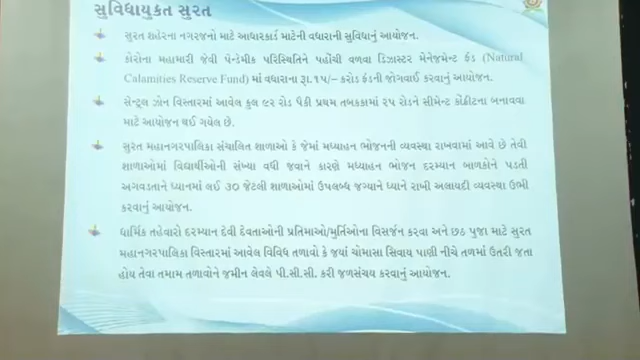 સુવિધાયુક્ત સુરત
સુરત શહેરના નગરજનો માટે આધારકાર્ડ માટેની વધારાની સુવિધાનું આયોજન.
કોરોના મહામારી જેવી પેન્ડેમીક પરિસ્થિતિને પહોંચી વળવા ડિઝાસ્ટર મેનેજમેન્ટ ફંડ (Natural
Calamities Reserve Fund) માં વધારાના રૂા.૧૫/– કરોડ ફંડની જોગવાઈ કરવાનું આયોજન.
સેન્ટ્રલ ઝોન વિસ્તારમાં આવેલ કુલ ૯૨ રોડ પૈકી પ્રથમ તબક્કામાં ૨૫ રોડને સીમેન્ટ કોંક્રીટના બનાવવા
માટે આયોજન થઈ ગયેલ છે.
સુરત મહાનગરપાલિકા સંચાલિત શાળાઓ કે જેમાં મધ્યાહન ભોજનની વ્યવસ્થા રાખવામાં આવે છે તેવી
શાળાઓમાં વિદ્યાર્થીઓની સંખ્યા વધી જવાને કારણે મધ્યાહન ભોજન દરમ્યાન બાળકોને પડતી
અગવડતાને ધ્યાનમાં લઈ ૩૦ જેટલી શાળાઓમાં ઉપલબ્ધ જગ્યાને ધ્યાને રાખી અલાયદી વ્યવસ્થા ઉભી
કરવાનું આયોજન.
ધાર્મિક તહેવારો દરમ્યાન દેવી દેવતાઓની પ્રતિમાઓ/મુર્તિઓના વિસર્જન કરવા અને છઠ પુજા માટે સુરત
મહાનગરપાલિકા વિસ્તારમાં આવેલ વિવિધ તળાવો કે જયાં ચોમાસા સિવાય પાણી નીચે તળમાં ઉતરી જતા
હોય તેવા તમામ તળાવોને જમીન લેવલે પી.સી.સી. કરી જળસંચય કરવાનું આયોજન.